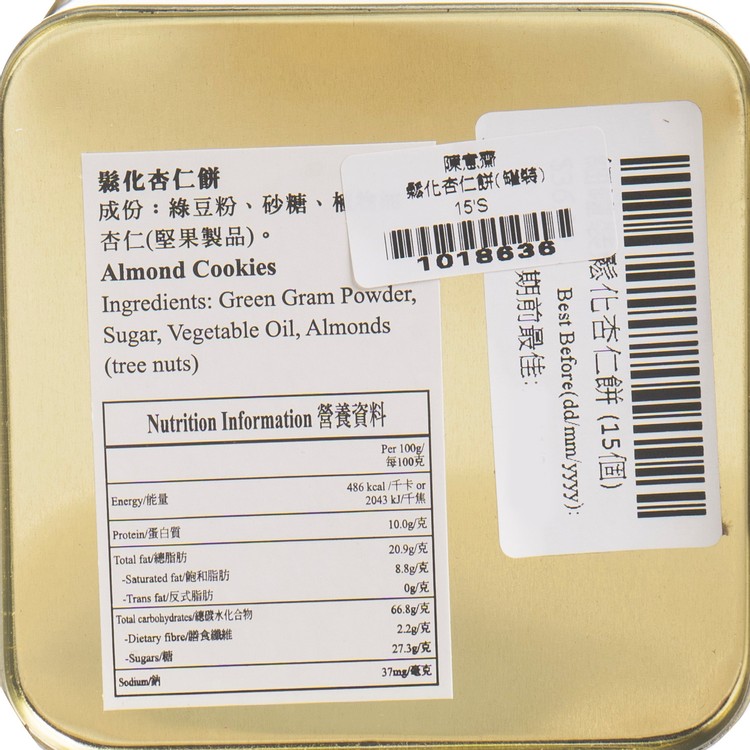 鬆化杏仁餅
成份：綠豆粉、砂糖、
杏仁(堅果製品)。
Almond Cookies
Ingredients: Green Gram Powder,
Sugar, Vegetable Oil, Almonds
(tree nuts)
Nutrition Information 營養資料
Per 100g/
每100克
Energy/能量 486 kcal /千卡 or
2043 kJ/千焦
Protein/蛋白質 10.0g/克
Total fat/總脂肪 20.9g/克
-Saturated fat/飽和脂肪 8.8g/克
-Trans fat/反式脂肪 0g/克
Total carbohydrates/總碳水化合物 66.8g/克
-Dietary fibre/膳食纖維 2.2g/克
-Sugars/糖 27.3g/克
Sodium/鈉 37mg/毫克
陳意齋
鬆化杏仁餅(罐裝)
15'S
1018636
鬆化杏仁餅 (15個)
Best Before(dd/mm/yyyy):
期前最佳: